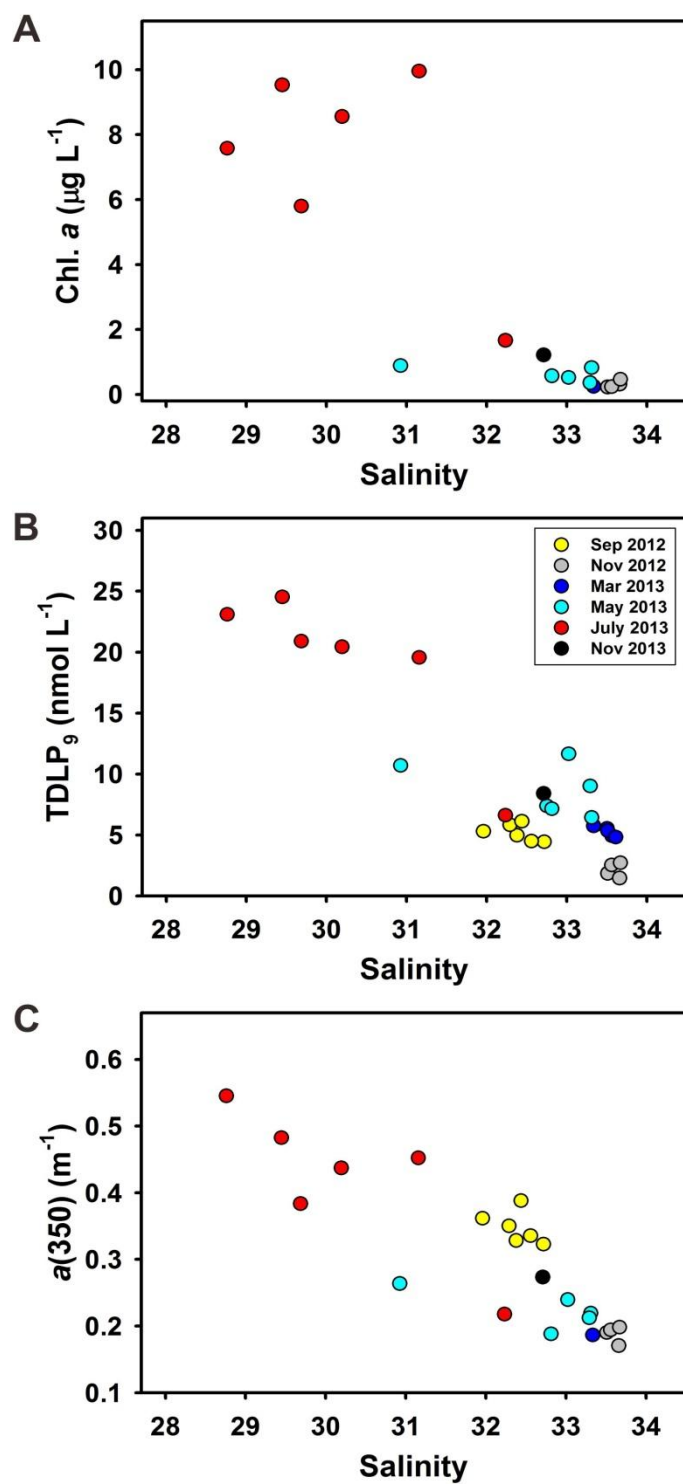 A
Chl. a (μg L⁻¹)
10
8
6
4
2
0
28 29 30 31 32 33 34
Salinity
B
TDLP₉ (nmol L⁻¹)
30
25
20
15
10
5
0
Sep 2012
Nov 2012
Mar 2013
May 2013
July 2013
Nov 2013
28 29 30 31 32 33 34
Salinity
C
a(350) (m⁻¹)
0.6
0.5
0.4
0.3
0.2
0.1
28 29 30 31 32 33 34
Salinity